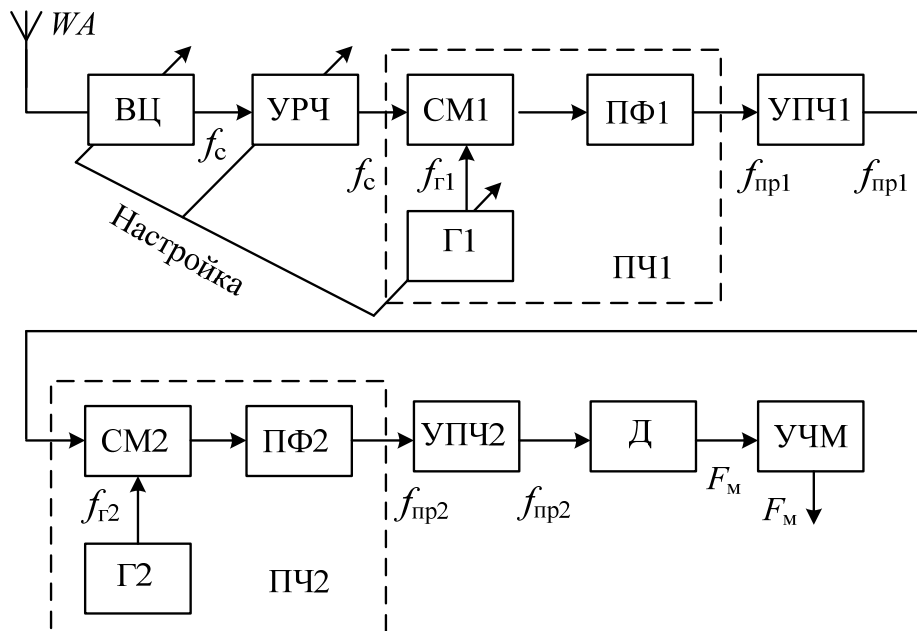 WA
ВЦ
УРЧ
СМ1
ПФ1
УПЧ1
fс
fс
fг1
fпр1
fпр1
Г1
Настройка
ПЧ1
СМ2
ПФ2
УПЧ2
Д
УЧМ
fг2
fпр2
fпр2
Fм
Fм
Г2
ПЧ2